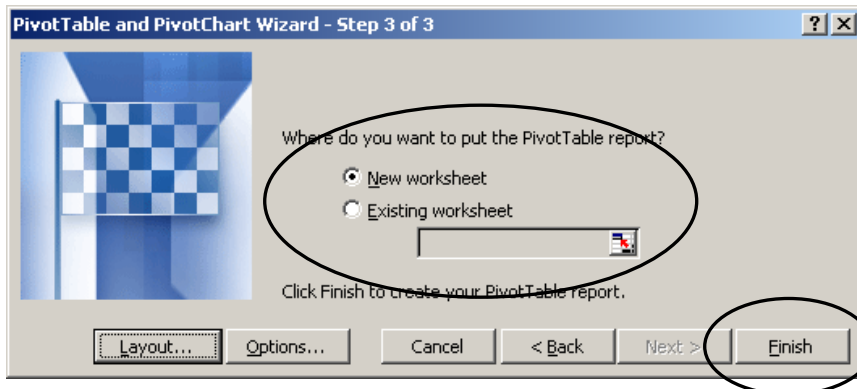 PivotTable and PivotChart Wizard - Step 3 of 3
Where do you want to put the PivotTable report?
New worksheet
Existing worksheet
Click Finish to create your PivotTable report.
Layout... Options... Cancel < Back Next > Finish